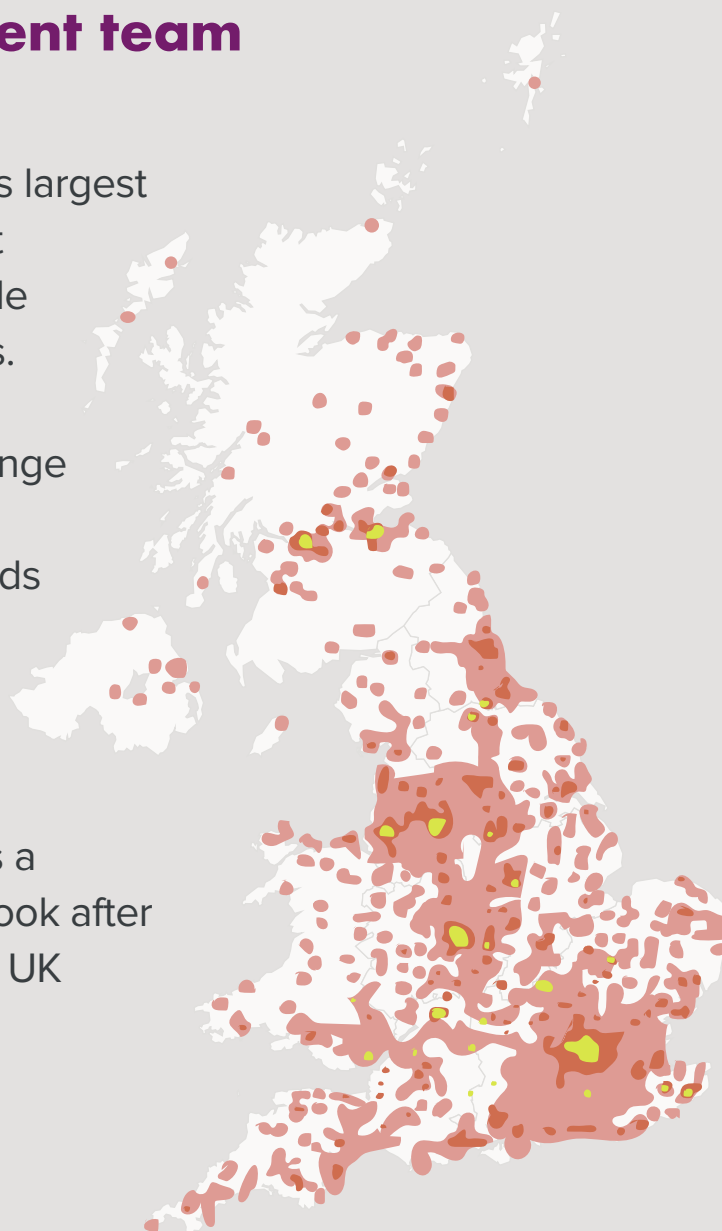 ent team
s largest
t
le
s.
nge
ds
s a
ook after
UK